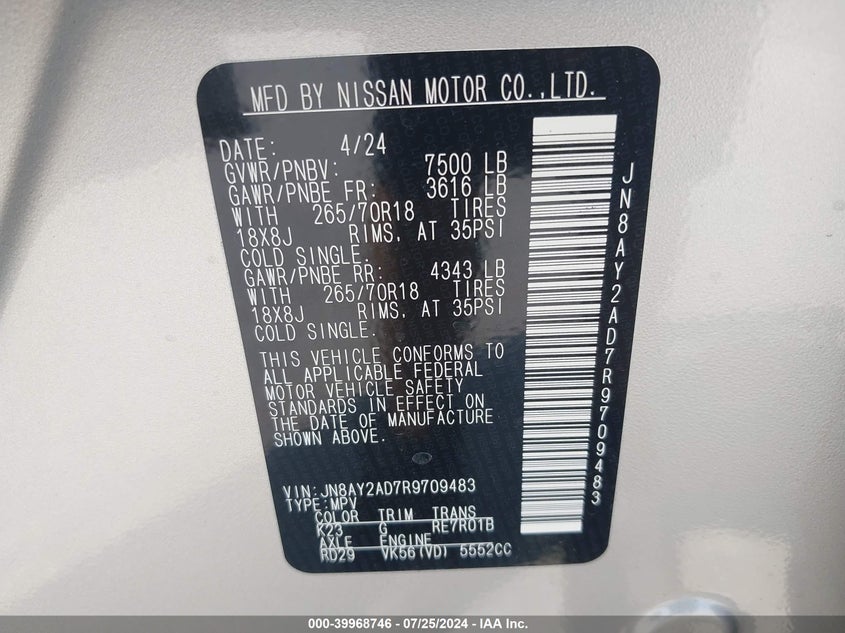 MFD BY NISSAN MOTOR CO.,LTD.
DATE: 4/24
GVWR/PNBV: 7500 LB
GAWR/PNBE FR: 3616 LB
WITH 265/70R18 TIRES
18X8J RIMS, AT 35PSI
COLD SINGLE.
GAWR/PNBE RR: 4343 LB
WITH 265/70R18 TIRES
18X8J RIMS, AT 35PSI
COLD SINGLE.
THIS VEHICLE CONFORMS TO
ALL APPLICABLE FEDERAL
MOTOR VEHICLE SAFETY
STANDARDS IN EFFECT ON
THE DATE OF MANUFACTURE
SHOWN ABOVE.
VIN:JN8AY2AD7R9709483
TYPE:MPV
COLOR TRIM TRANS
K23 G RE7R01B
AXLE ENGINE
RD29 VK56(VD) 5552CC
JN8AY2AD7R9709483
000-39968746 / 07/25/2024 - IAA Inc.